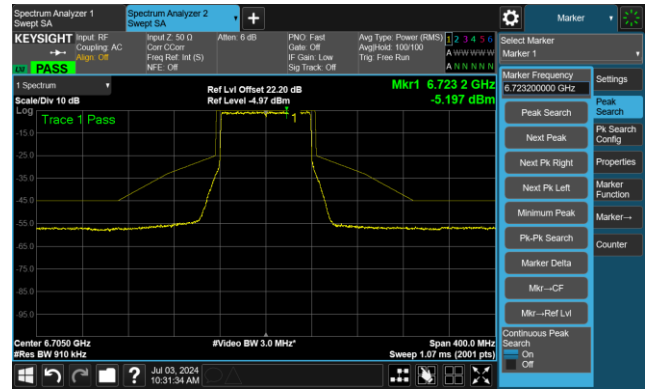 Spectrum Analyzer 1
Swept SA
Spectrum Analyzer 2
Swept SA
Marker
KEYSIGHT
Input: RF
Coupling: AC
Align: Off
Input Z: 50 Ω
Corr CCorr
Freq Ref: Int (S)
NFE: Off
Atten: 6 dB
PNO: Fast
Gate: Off
IF Gain: Low
Sig Track: Off
Avg Type: Power (RMS)
Avg|Hold: 100/100
Trig: Free Run
1 2 3 4 5 6
A W W W W W
A N N N N N
PASS
1 Spectrum
Scale/Div 10 dB
Ref Lvl Offset 22.20 dB
Ref Level -4.97 dBm
Mkr1 6.723 2 GHz
-5.197 dBm
Log
Trace 1 Pass
1
-15.0
-25.0
-35.0
-45.0
-55.0
-65.0
-75.0
-85.0
-95.0
Center 6.7050 GHz
#Res BW 910 kHz
#Video BW 3.0 MHz*
Span 400.0 MHz
Sweep 1.07 ms (2001 pts)
Select Marker
Marker 1
Marker Frequency
6.723200000 GHz
Peak Search
Next Peak
Next Pk Right
Next Pk Left
Minimum Peak
Pk-Pk Search
Marker Delta
Mkr→CF
Mkr→Ref Lvl
Continuous Peak
Search
On
Off
Settings
Peak
Search
Pk Search
Config
Properties
Marker
Function
Marker→
Counter
?
Jul 03, 2024
10:31:34 AM